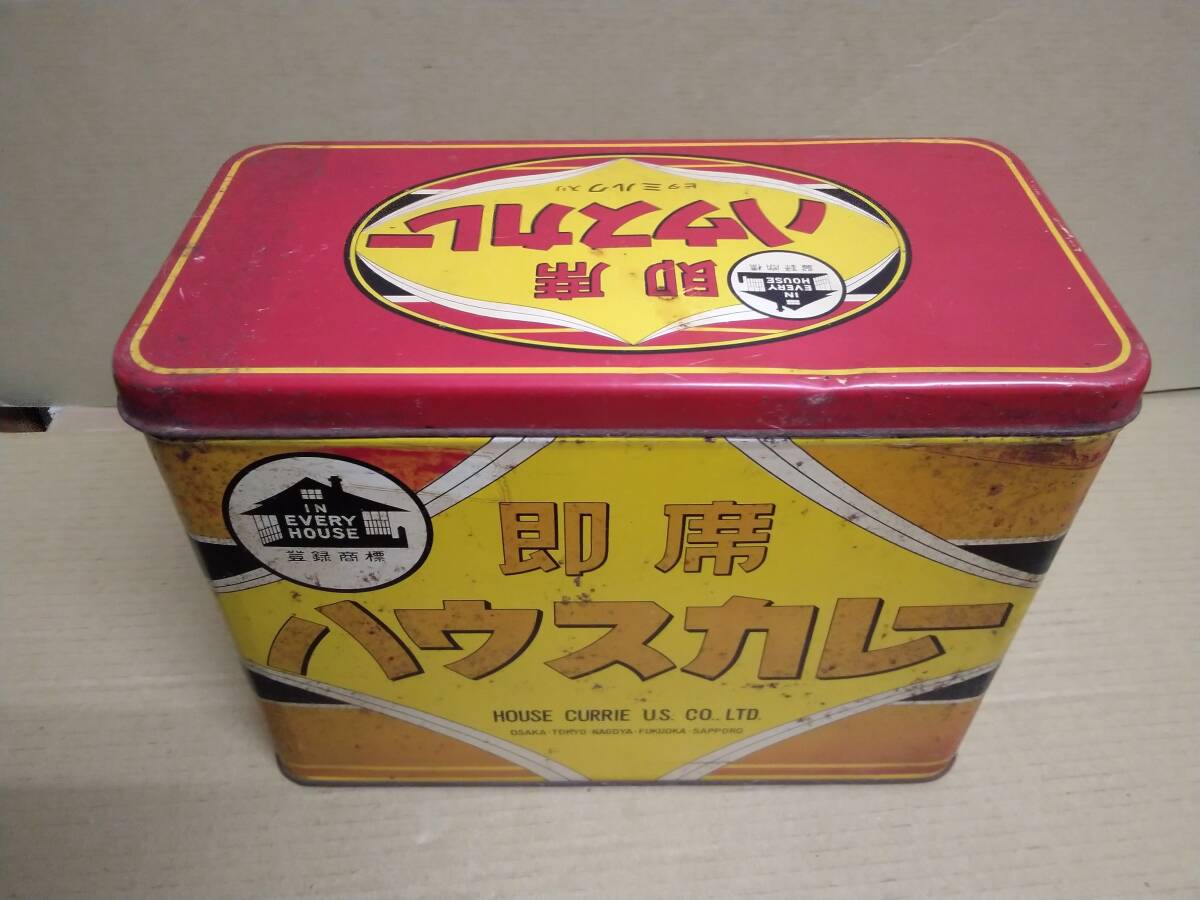 ビタミルク入り
ハウスカレー
即席
IN
EVERY
HOUSE
登録商標
IN
EVERY
HOUSE
登録商標
即席
ハウスカレー
HOUSE CURRIE U.S. CO., LTD.
OSAKA·TOKYO·NAGOYA·FUKUOKA·SAPPORO